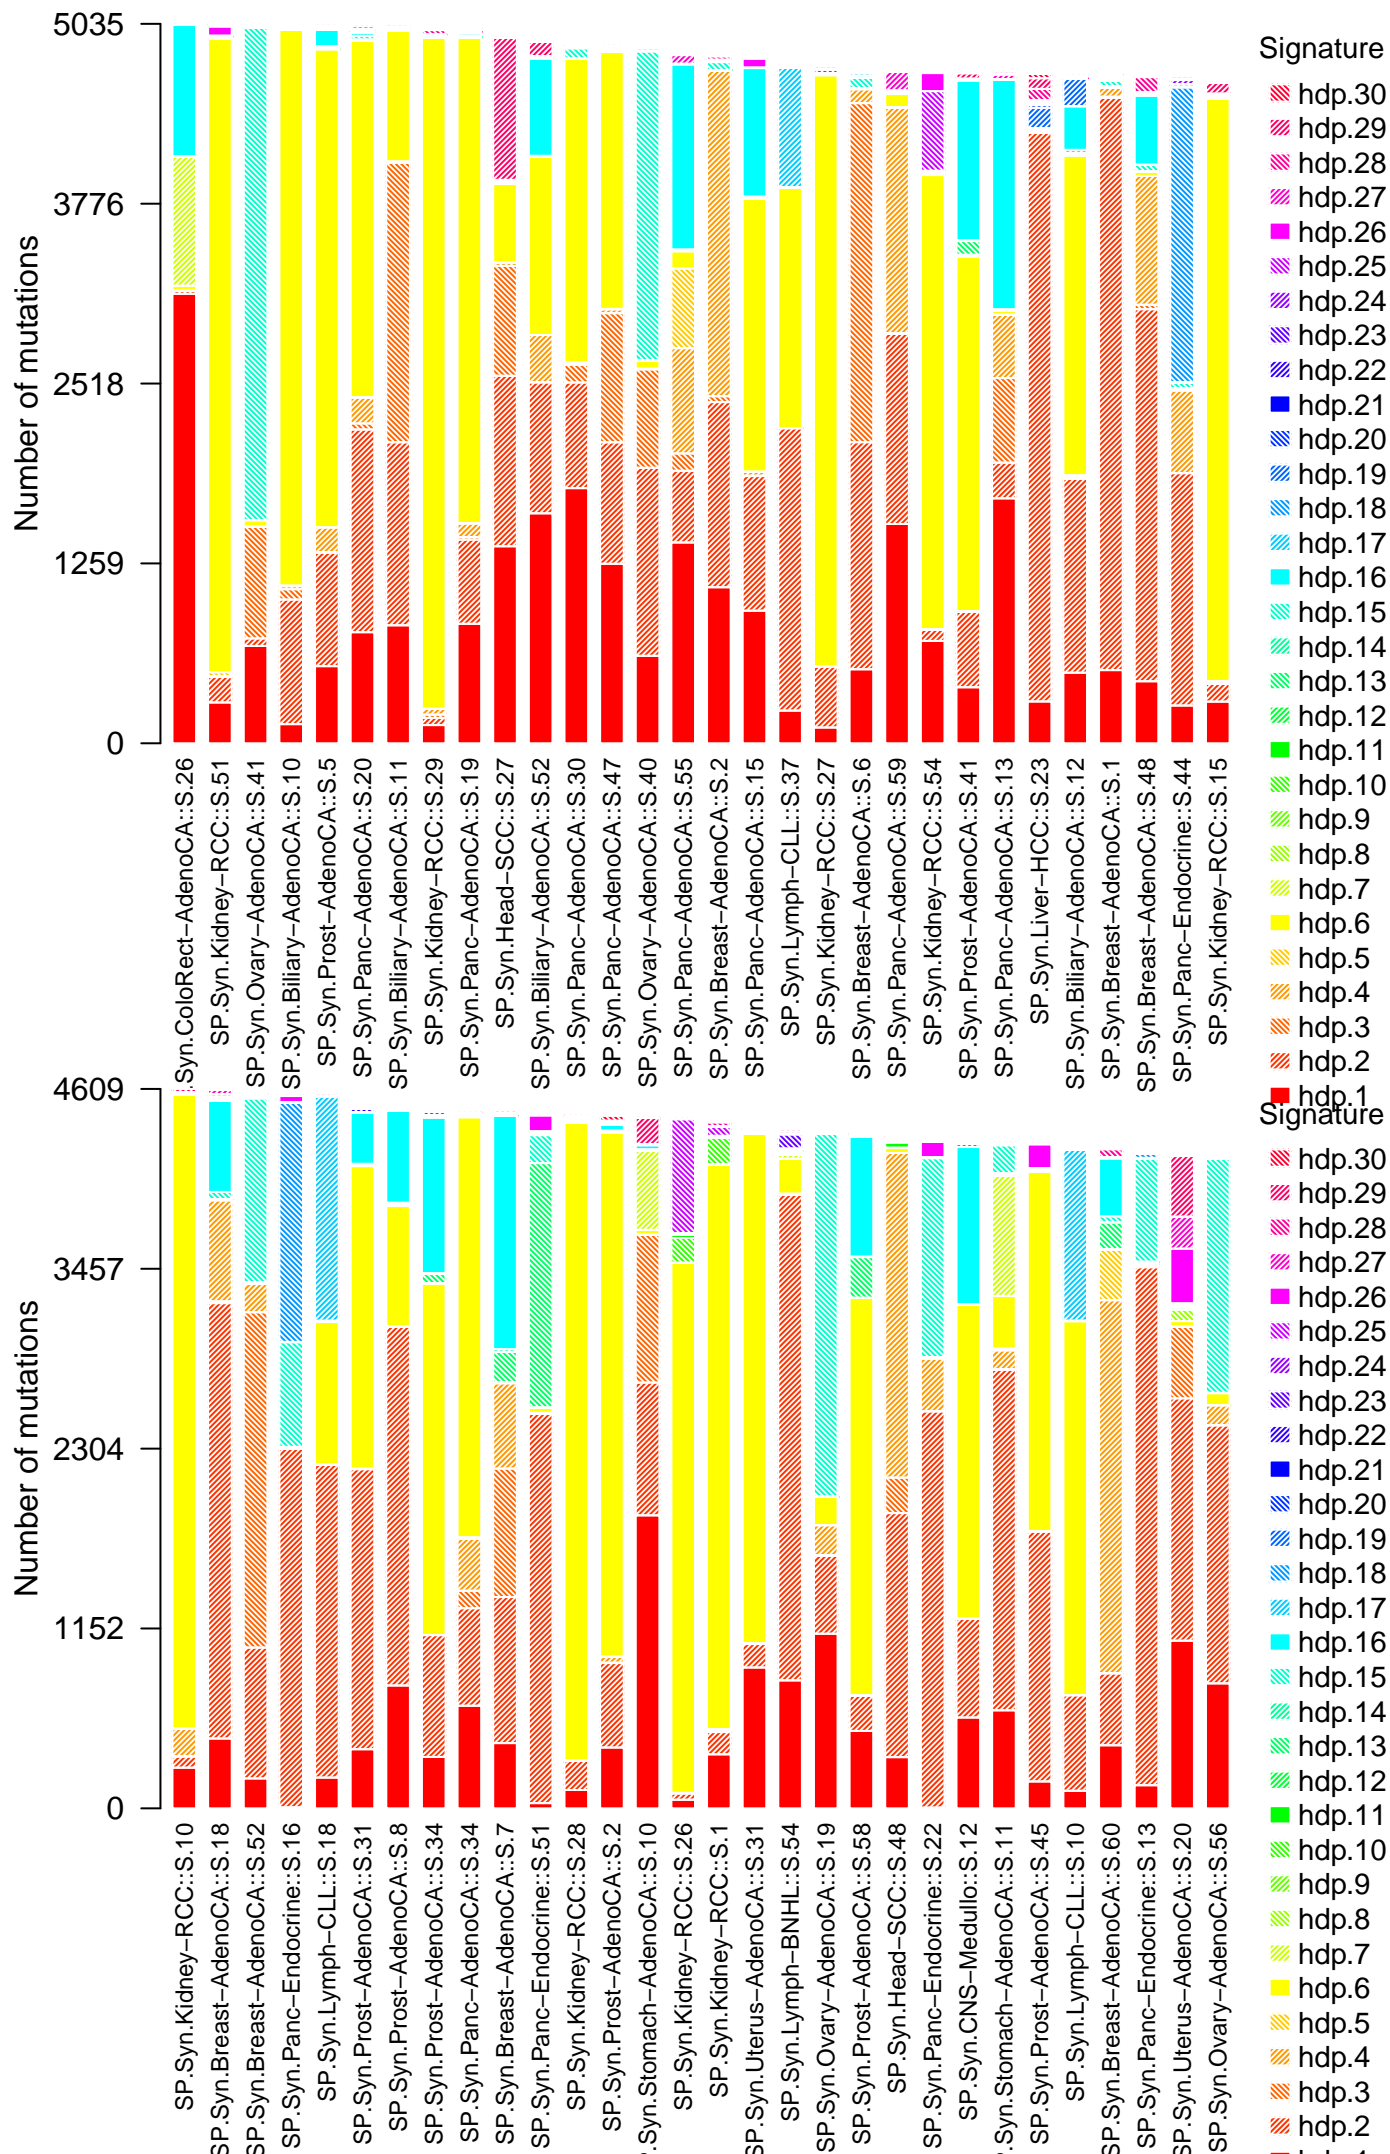 Number of mutations
5035
3776
2518
1259
0
.Syn.ColoRect−AdenoCA::S.26
SP.Syn.Kidney−RCC::S.51
SP.Syn.Ovary−AdenoCA::S.41
SP.Syn.Biliary−AdenoCA::S.10
SP.Syn.Prost−AdenoCA::S.5
SP.Syn.Panc−AdenoCA::S.20
SP.Syn.Biliary−AdenoCA::S.11
SP.Syn.Kidney−RCC::S.29
SP.Syn.Panc−AdenoCA::S.19
SP.Syn.Head−SCC::S.27
SP.Syn.Biliary−AdenoCA::S.52
SP.Syn.Panc−AdenoCA::S.30
SP.Syn.Panc−AdenoCA::S.47
SP.Syn.Ovary−AdenoCA::S.40
SP.Syn.Panc−AdenoCA::S.55
SP.Syn.Breast−AdenoCA::S.2
SP.Syn.Panc−AdenoCA::S.15
SP.Syn.Lymph−CLL::S.37
SP.Syn.Kidney−RCC::S.27
SP.Syn.Breast−AdenoCA::S.6
SP.Syn.Panc−AdenoCA::S.59
SP.Syn.Kidney−RCC::S.54
SP.Syn.Prost−AdenoCA::S.41
SP.Syn.Panc−AdenoCA::S.13
SP.Syn.Liver−HCC::S.23
SP.Syn.Biliary−AdenoCA::S.12
SP.Syn.Breast−AdenoCA::S.1
SP.Syn.Breast−AdenoCA::S.48
SP.Syn.Panc−Endocrine::S.44
SP.Syn.Kidney−RCC::S.15
Signature
hdp.30
hdp.29
hdp.28
hdp.27
hdp.26
hdp.25
hdp.24
hdp.23
hdp.22
hdp.21
hdp.20
hdp.19
hdp.18
hdp.17
hdp.16
hdp.15
hdp.14
hdp.13
hdp.12
hdp.11
hdp.10
hdp.9
hdp.8
hdp.7
hdp.6
hdp.5
hdp.4
hdp.3
hdp.2
hdp.1
Number of mutations
4609
3457
2304
1152
0
SP.Syn.Kidney−RCC::S.10
SP.Syn.Breast−AdenoCA::S.18
SP.Syn.Breast−AdenoCA::S.52
SP.Syn.Panc−Endocrine::S.16
SP.Syn.Lymph−CLL::S.18
SP.Syn.Prost−AdenoCA::S.31
SP.Syn.Prost−AdenoCA::S.8
SP.Syn.Prost−AdenoCA::S.34
SP.Syn.Panc−AdenoCA::S.34
SP.Syn.Breast−AdenoCA::S.7
SP.Syn.Panc−Endocrine::S.51
SP.Syn.Kidney−RCC::S.28
SP.Syn.Prost−AdenoCA::S.2
.Syn.Stomach−AdenoCA::S.10
SP.Syn.Kidney−RCC::S.26
SP.Syn.Kidney−RCC::S.1
SP.Syn.Uterus−AdenoCA::S.31
SP.Syn.Lymph−BNHL::S.54
SP.Syn.Ovary−AdenoCA::S.19
SP.Syn.Prost−AdenoCA::S.58
SP.Syn.Head−SCC::S.48
SP.Syn.Panc−Endocrine::S.22
SP.Syn.CNS−Medullo::S.12
.Syn.Stomach−AdenoCA::S.11
SP.Syn.Prost−AdenoCA::S.45
SP.Syn.Lymph−CLL::S.10
SP.Syn.Breast−AdenoCA::S.60
SP.Syn.Panc−Endocrine::S.13
SP.Syn.Uterus−AdenoCA::S.20
SP.Syn.Ovary−AdenoCA::S.56
Signature
hdp.30
hdp.29
hdp.28
hdp.27
hdp.26
hdp.25
hdp.24
hdp.23
hdp.22
hdp.21
hdp.20
hdp.19
hdp.18
hdp.17
hdp.16
hdp.15
hdp.14
hdp.13
hdp.12
hdp.11
hdp.10
hdp.9
hdp.8
hdp.7
hdp.6
hdp.5
hdp.4
hdp.3
hdp.2